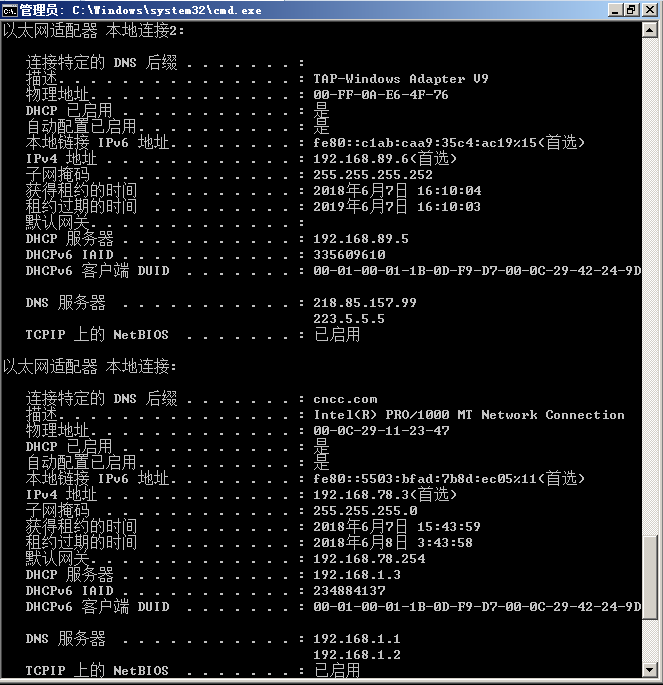 管理员: C:\Windows\system32\cmd.exe
以太网适配器 本地连接2:
连接特定的 DNS 后缀 . . . . . . . :
描述. . . . . . . . . . . . . . . : TAP-Windows Adapter V9
物理地址. . . . . . . . . . . . . : 00-FF-0A-E6-4F-76
DHCP 已启用 . . . . . . . . . . . : 是
自动配置已启用. . . . . . . . . . : 是
本地链接 IPv6 地址. . . . . . . . : fe80::c1ab:caa9:35c4:ac19%15(首选)
IPv4 地址 . . . . . . . . . . . . : 192.168.89.6(首选)
子网掩码 . . . . . . . . . . . . : 255.255.255.252
获得租约的时间 . . . . . . . . . : 2018年6月7日 16:10:04
租约过期的时间 . . . . . . . . . : 2019年6月7日 16:10:03
默认网关. . . . . . . . . . . . . :
DHCP 服务器 . . . . . . . . . . . : 192.168.89.5
DHCPv6 IAID . . . . . . . . . . . : 335609610
DHCPv6 客户端 DUID . . . . . . . : 00-01-00-01-1B-0D-F9-D7-00-0C-29-42-24-9D
DNS 服务器 . . . . . . . . . . . : 218.85.157.99
223.5.5.5
TCPIP 上的 NetBIOS . . . . . . . : 已启用
以太网适配器 本地连接:
连接特定的 DNS 后缀 . . . . . . . : cncc.com
描述. . . . . . . . . . . . . . . : Intel(R) PRO/1000 MT Network Connection
物理地址. . . . . . . . . . . . . : 00-0C-29-11-23-47
DHCP 已启用 . . . . . . . . . . . : 是
自动配置已启用. . . . . . . . . . : 是
本地链接 IPv6 地址. . . . . . . . : fe80::5503:bfad:7b8d:ec05%11(首选)
IPv4 地址 . . . . . . . . . . . . : 192.168.78.3(首选)
子网掩码 . . . . . . . . . . . . : 255.255.255.0
获得租约的时间 . . . . . . . . . : 2018年6月7日 15:43:59
租约过期的时间 . . . . . . . . . : 2018年6月8日 3:43:58
默认网关. . . . . . . . . . . . . : 192.168.78.254
DHCP 服务器 . . . . . . . . . . . : 192.168.1.3
DHCPv6 IAID . . . . . . . . . . . : 234884137
DHCPv6 客户端 DUID . . . . . . . : 00-01-00-01-1B-0D-F9-D7-00-0C-29-42-24-9D
DNS 服务器 . . . . . . . . . . . : 192.168.1.1
192.168.1.2
TCPIP 上的 NetBIOS . . . . . . . : 已启用